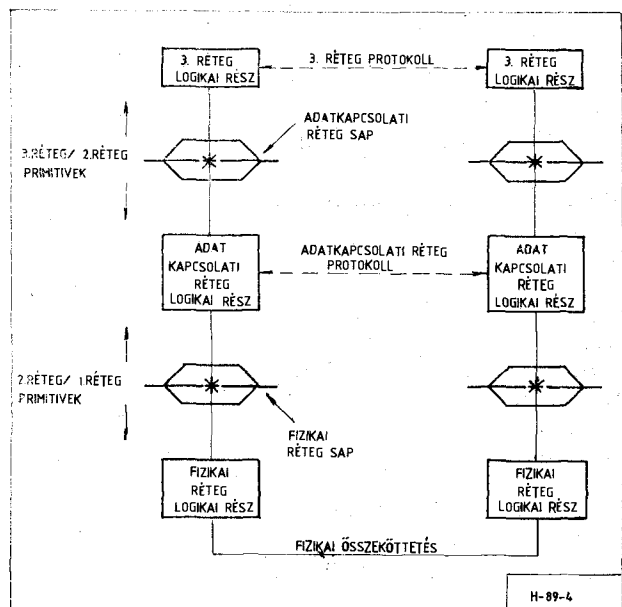 3. RÉTEG
LOGIKAI RÉSZ
3. RÉTEG PROTOKOLL
3. RÉTEG
LOGIKAI RÉSZ
ADATKAPCSOLATI
RÉTEG SAP
3.RÉTEG/ 2.RÉTEG
PRIMITIVEK
ADAT
KAPCSOLATI
RÉTEG
LOGIKAI RÉSZ
ADATKAPCSOLATI RÉTEG
PROTOKOLL
ADAT
KAPCSOLATI
RÉTEG
LOGIKAI RÉSZ
2.RÉTEG/ 1.RÉTEG
PRIMITIVEK
FIZIKAI
RÉTEG SAP
FIZIKAI
RÉTEG
LOGIKAI RÉSZ
FIZIKAI
RÉTEG
LOGIKAI RÉSZ
FIZIKAI ÖSSZEKÖTTETÉS
H-89-4